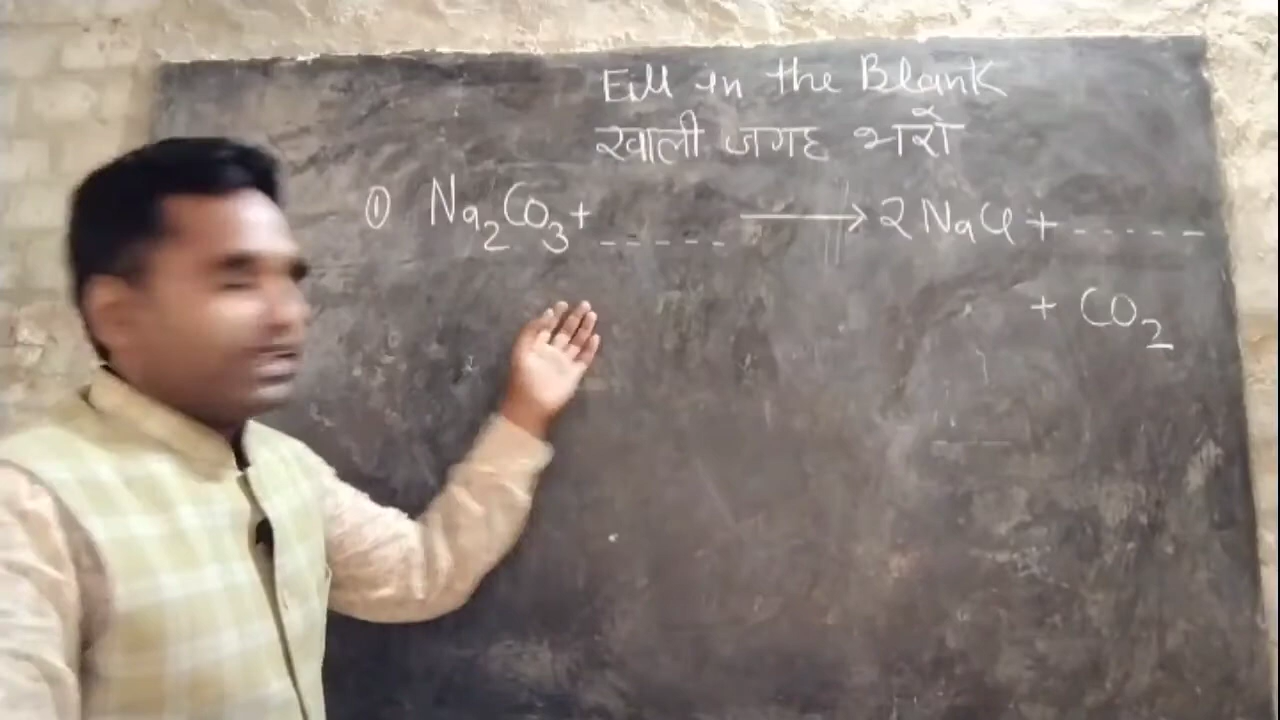 Fill in the Blank
खाली जगह भरो
① Na₂CO₃ + ----- ⟶ 2NaCl + -----
+ CO₂